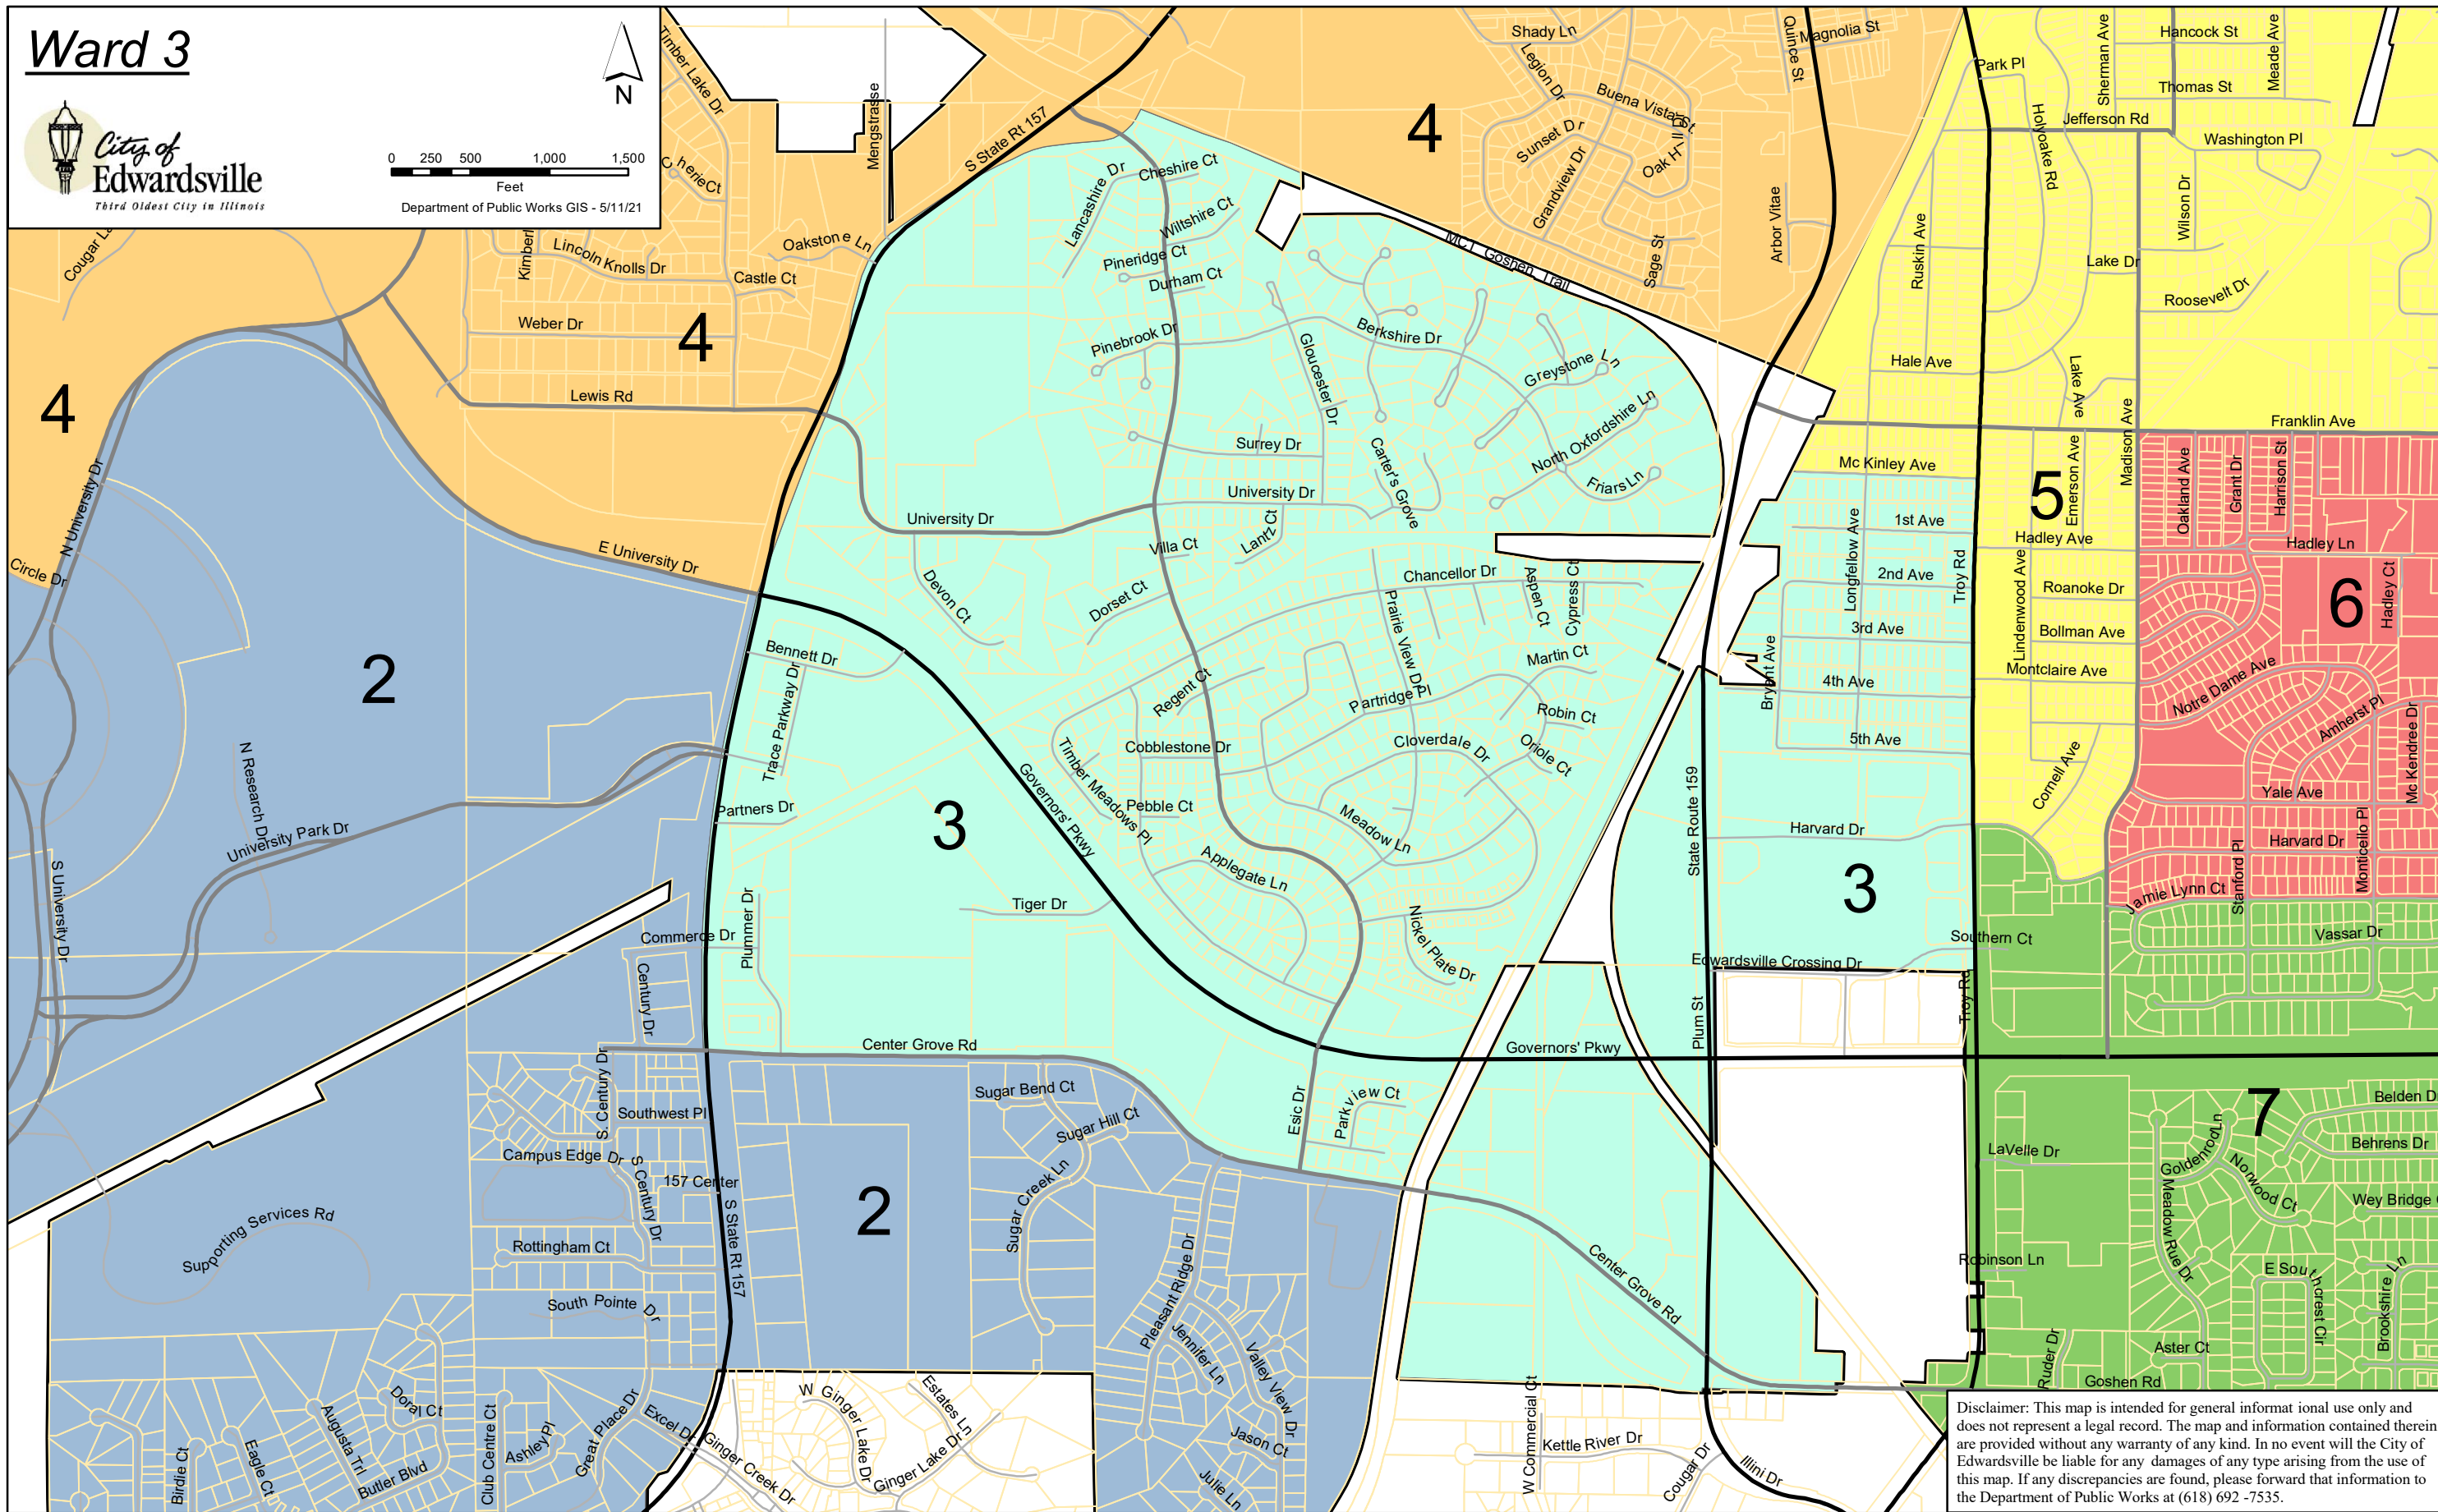 Ward 3
City of
Edwardsville
Third Oldest City in Illinois
N
0 250 500 1,000 1,500
Feet
Department of Public Works GIS - 5/11/21
Timber Lake Dr
Cherie Ct
Mengstrasse
S State Rt 157
Shady Ln
Legion Dr
Buena Vista St
Sunset Dr
Grandview Dr
Oak Hill Dr
Quince St
Magnolia St
Arbor Vitae
Sage St
4
Park Pl
Sherman Ave
Hancock St
Meade Ave
Thomas St
Jefferson Rd
Holyoake Rd
Washington Pl
Wilson Dr
Ruskin Ave
Lake Dr
Roosevelt Dr
Hale Ave
Lake Ave
Madison Ave
Franklin Ave
Lincoln Knolls Dr
Oakstone Ln
Castle Ct
Weber Dr
4
Lewis Rd
4
Lancashire Dr
Cheshire Ct
Wiltshire Ct
Pineridge Ct
Durham Ct
Pinebrook Dr
MCT Goshen Trail
Berkshire Dr
Gloucester Dr
Greystone Ln
North Oxfordshire Ln
Friars Ln
Carter's Grove
Surrey Dr
University Dr
University Dr
Lantz Ct
Villa Ct
Devon Ct
Dorset Ct
Chancellor Dr
Aspen Ct
Cypress Ct
Prairie View Dr
Martin Ct
Partridge Pl
Robin Ct
Oriole Ct
Cloverdale Dr
Regent Ct
Cobblestone Dr
Pebble Ct
Timber Meadows Pl
Meadow Ln
Applegate Ln
Nickel Plate Dr
Mc Kinley Ave
1st Ave
2nd Ave
3rd Ave
4th Ave
5th Ave
Longfellow Ave
Bryant Ave
Troy Rd
5
Emerson Ave
Hadley Ave
Lindenwood Ave
Roanoke Dr
Bollman Ave
Montclaire Ave
Cornell Ave
Oakland Ave
Grant Dr
Harrison St
Hadley Ln
6
Hadley Ct
Notre Dame Ave
Amherst Pl
Mc Kendree Dr
Yale Ave
Harvard Dr
Monticello Pl
Stanford Pl
Jamie Lynn Ct
Vassar Dr
N University Dr
Circle Dr
E University Dr
2
N Research Dr
University Park Dr
S University Dr
Bennett Dr
Trace Parkway Dr
Partners Dr
3
Governors' Pkwy
Tiger Dr
Plummer Dr
Commerce Dr
Century Dr
Center Grove Rd
State Route 159
Harvard Dr
3
Southern Ct
Edwardsville Crossing Dr
Plum St
Troy Rd
Governors' Pkwy
Esic Dr
Parkview Ct
Center Grove Rd
S. Century Dr
Southwest Pl
Campus Edge Dr
S Century Dr
157 Center
Rottingham Ct
South Pointe Dr
S State Rt 157
Supporting Services Rd
2
Sugar Bend Ct
Sugar Hill Ct
Sugar Creek Ln
Pleasant Ridge Dr
Jennifer Ln
Valley View Dr
Jason Ct
Julie Ln
7
Belden Dr
Behrens Dr
Goldenrod Ln
Norwood Ct
Wey Bridge
LaVelle Dr
Meadow Rue Dr
Robinson Ln
E Southcrest Cir
Brookshire Ln
Ruder Dr
Aster Ct
Goshen Rd
Birdie Ct
Eagle Ct
Augusta Trl
Doral Ct
Butler Blvd
Club Centre Ct
Ashley Pl
Great Place Dr
Excel Dr
Ginger Creek Dr
W Ginger Lake Dr
Ginger Lake Dr
Estates Ln
W Commercial Ct
Kettle River Dr
Cougar Dr
Illini Dr
Disclaimer: This map is intended for general informat ional use only and
does not represent a legal record. The map and information contained therein
are provided without any warranty of any kind. In no event will the City of
Edwardsville be liable for any damages of any type arising from the use of
this map. If any discrepancies are found, please forward that information to
the Department of Public Works at (618) 692 -7535.